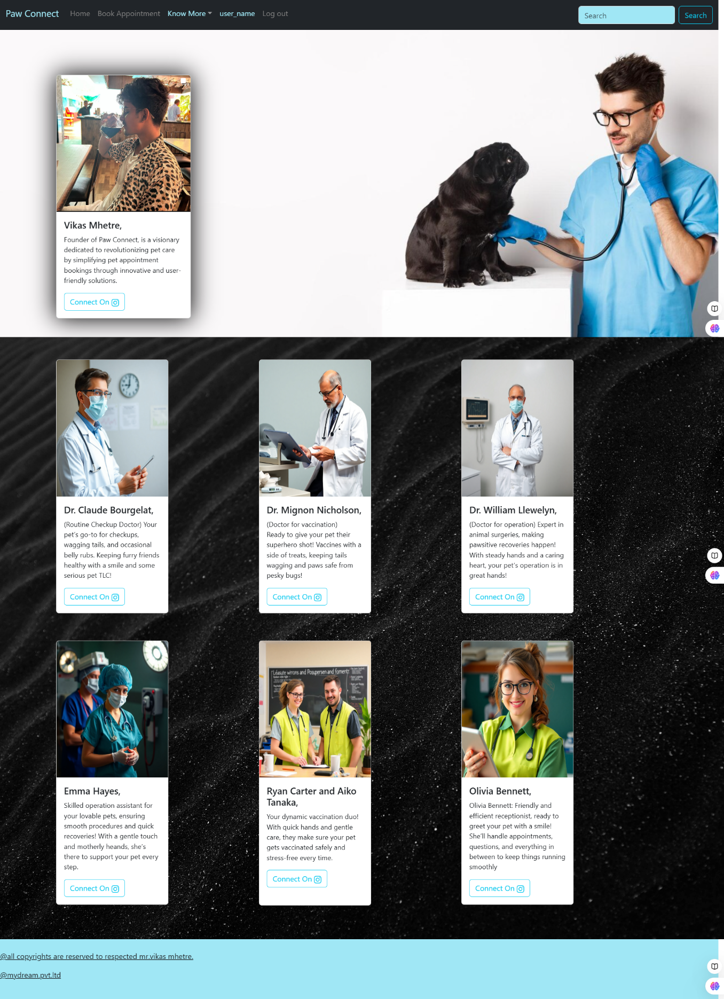 Paw Connect Home Book Appointment Know More user_name Log out Search Search
Vikas Mhetre,
Founder of Paw Connect, is a visionary
dedicated to revolutionizing pet care
by simplifying pet appointment
bookings through innovative and user-
friendly solutions.
Connect On
Dr. Claude Bourgelat,
(Routine Checkup Doctor) Your
pet's go-to for checkups,
wagging tails, and occasional
belly rubs. Keeping furry friends
healthy with a smile and some
serious pet TLC!
Connect On
Dr. Mignon Nicholson,
(Doctor for vaccination)
Ready to give your pet their
superhero shot! Vaccines with a
side of treats, keeping tails
wagging and paws safe from
pesky bugs!
Connect On
Dr. William Llewelyn,
(Doctor for operation) Expert in
animal surgeries, making
pawsitive recoveries happen!
With steady hands and a caring
heart, your pet's operation is in
great hands!
Connect On
Emma Hayes,
Skilled operation assistant for
your lovable pets, ensuring
smooth procedures and quick
recoveries! With a gentle touch
and motherly heands, she's
there to support your pet every
step.
Connect On
Ryan Carter and Aiko
Tanaka,
Your dynamic vaccination duo!
With quick hands and gentle
care, they make sure your pet
gets vaccinated safely and
stress-free every time.
Connect On
Olivia Bennett,
Olivia Bennett: Friendly and
efficient receptionist, ready to
greet your pet with a smile!
She'll handle appointments,
questions, and everything in
between to keep things running
smoothly
Connect On
@all copyrights are reserved to respected mr.vikas mhetre.
@mydream.pvt.ltd